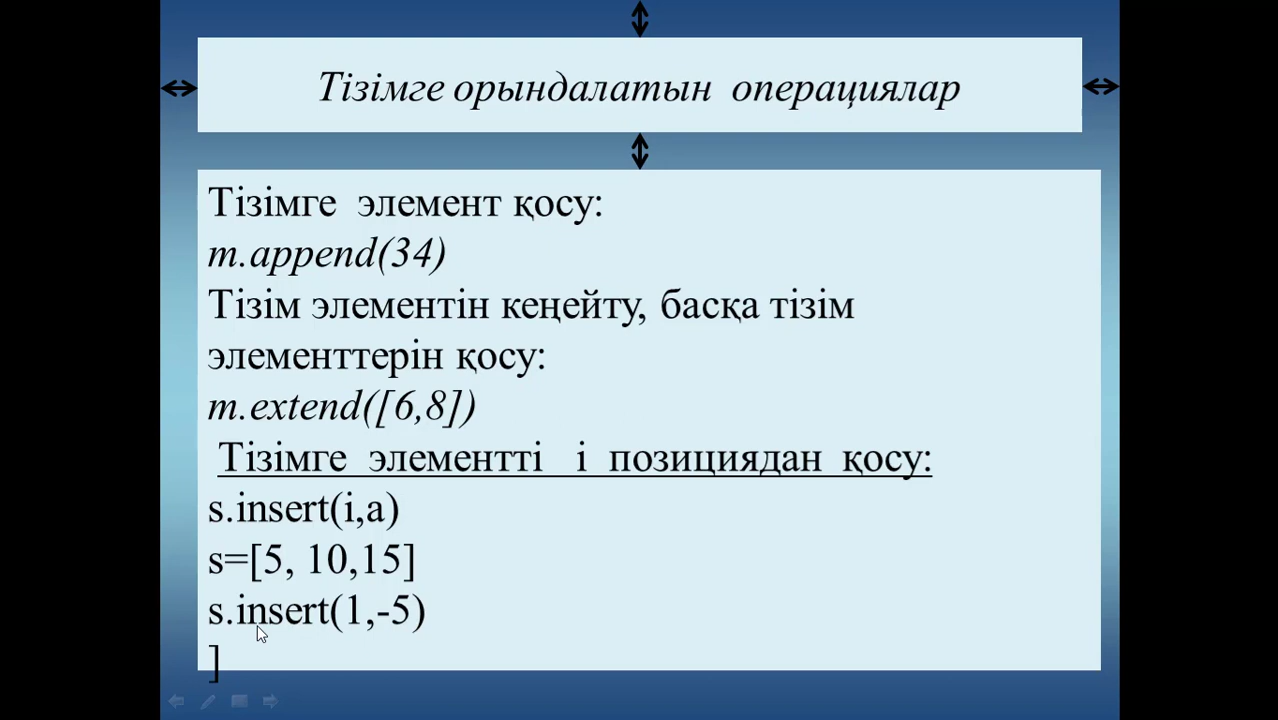 Тізімге орындалатын операциялар
Тізімге элемент қосу:
m.append(34)
Тізім элементін кеңейту, басқа тізім
элементтерін қосу:
m.extend([6,8])
Тізімге элементті і позициядан қосу:
s.insert(i,a)
s=[5, 10,15]
s.insert(1,-5)
]